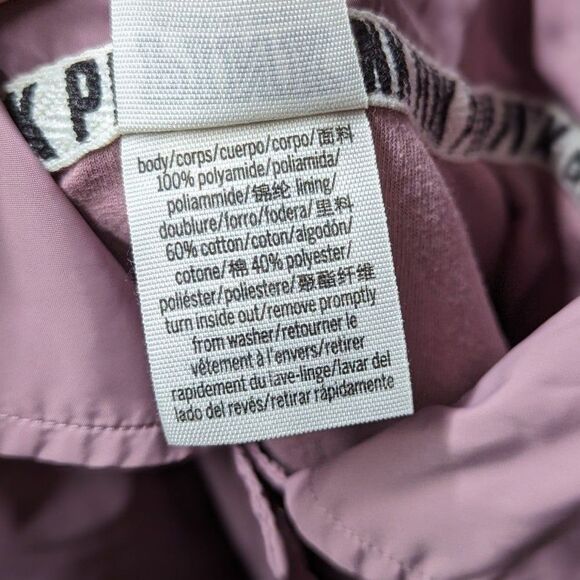 K PI
body/corps/cuerpo/corpo/面料
100% polyamide/poliamida/
poliammide/锦纶 lining/
doublure/forro/fodera/里料
60% cotton/coton/algodón/
cotone/棉 40% polyester/
poliéster/poliestere/聚酯纤维
turn inside out/remove promptly
from washer/retourner le
vêtement à l'envers/retirer
rapidement du lave-linge/lavar del
lado del revés/retirar rápidamente